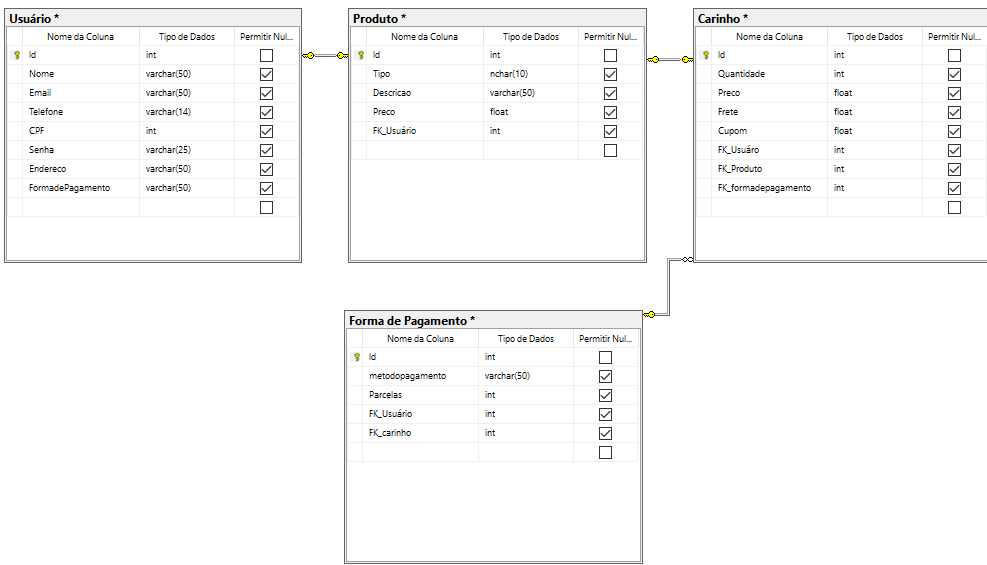 Usuário *
Nome da Coluna Tipo de Dados Permitir Nul...
Id int
Nome varchar(50)
Email varchar(50)
Telefone varchar(14)
CPF int
Senha varchar(25)
Endereco varchar(50)
FormadePagamento varchar(50)
Produto *
Nome da Coluna Tipo de Dados Permitir Nul...
Id int
Tipo nchar(10)
Descricao varchar(50)
Preco float
FK_Usuário int
Carinho *
Nome da Coluna Tipo de Dados Permitir Nul...
Id int
Quantidade int
Preco float
Frete float
Cupom float
FK_Usuáro int
FK_Produto int
FK_formadepagamento int
Forma de Pagamento *
Nome da Coluna Tipo de Dados Permitir Nul...
Id int
metodopagamento varchar(50)
Parcelas int
FK_Usuário int
FK_carinho int